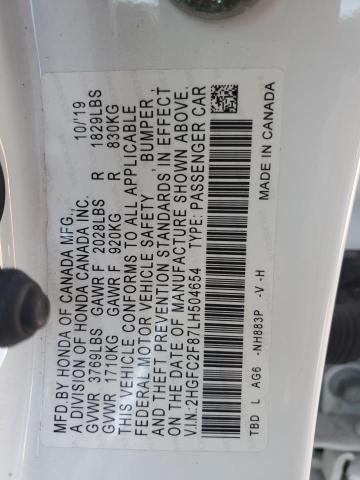 MFD.BY HONDA OF CANADA MFG., 10/'19
A DIVISION OF HONDA CANADA INC.
GVWR 3769LBS GAWR F 2028LBS R 1828LBS
GVWR 1710KG GAWR F 920KG R 830KG
THIS VEHICLE CONFORMS TO ALL APPLICABLE
FEDERAL MOTOR VEHICLE SAFETY BUMPER,
AND THEFT PREVENTION STANDARDS IN EFFECT
ON THE DATE OF MANUFACTURE SHOWN ABOVE.
V.I.N.:2HGFC2F87LH504654 TYPE: PASSENGER CAR
TBD L AG6 -NH883P -V -H MADE IN CANADA